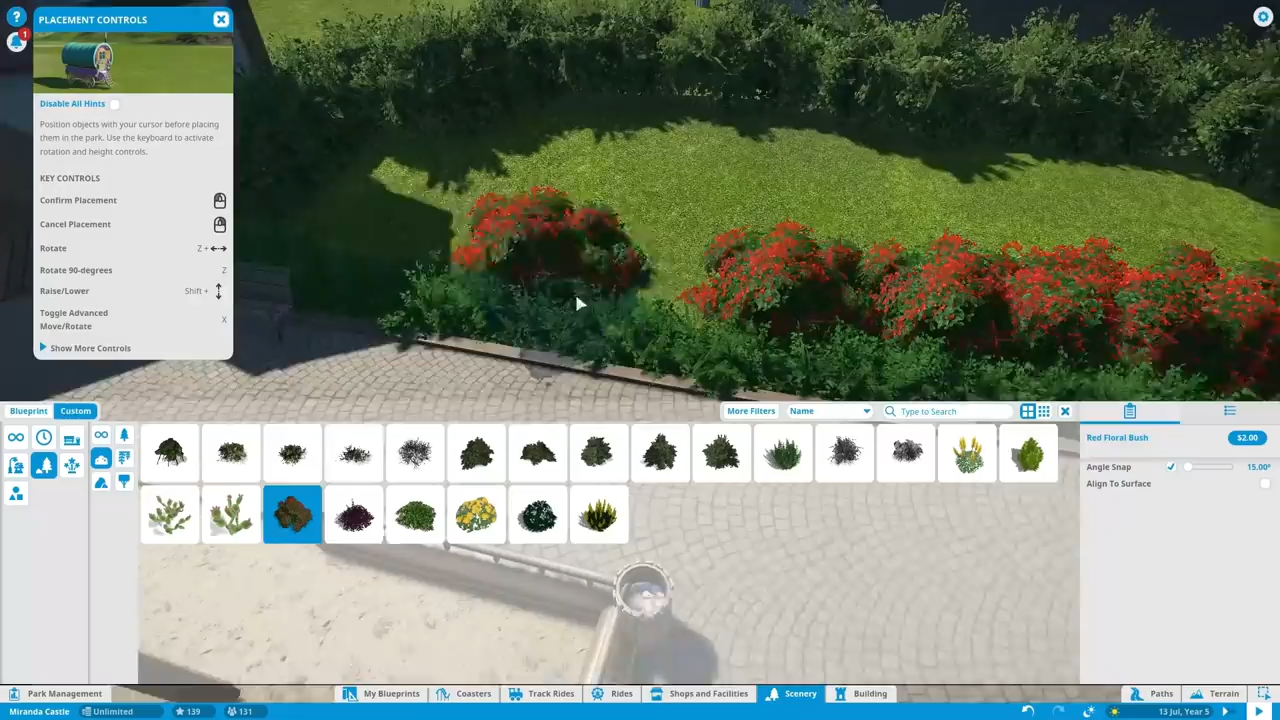 PLACEMENT CONTROLS
1
Disable All Hints
Position objects with your cursor before placing
them in the park. Use the keyboard to activate
rotation and height controls.
KEY CONTROLS
Confirm Placement
Cancel Placement
Rotate Z +
Rotate 90-degrees Z
Raise/Lower Shift +
Toggle Advanced
Move/Rotate X
Show More Controls
Blueprint Custom More Filters Name Type to Search
Red Floral Bush $2.00
Angle Snap 15.00°
Align To Surface
Park Management My Blueprints Coasters Track Rides Rides Shops and Facilities Scenery Building Paths Terrain
Miranda Castle Unlimited 139 131 13 Jul, Year 5